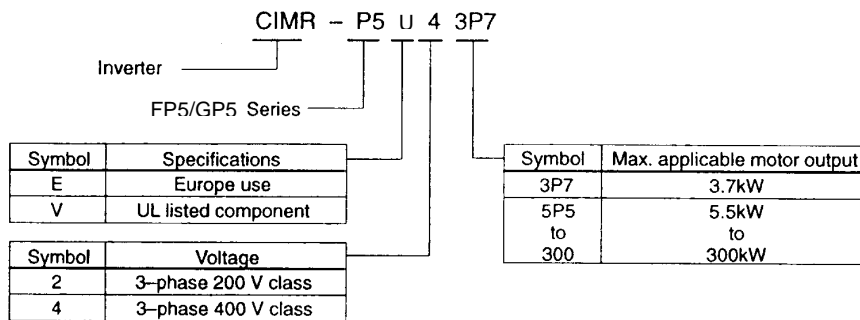 CIMR – P5 U 4 3P7
Inverter
FP5/GP5 Series
Symbol Specifications
E Europe use
V UL listed component
Symbol Voltage
2 3–phase 200 V class
4 3–phase 400 V class
Symbol Max. applicable motor output
3P7 3.7kW
5P5 5.5kW
to to
300 300kW